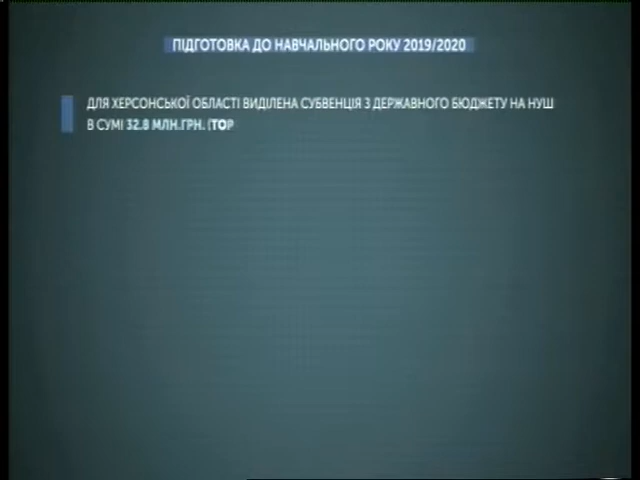 ПІДГОТОВКА ДО НАВЧАЛЬНОГО РОКУ 2019/2020
ДЛЯ ХЕРСОНСЬКОЇ ОБЛАСТІ ВИДІЛЕНА СУБВЕНЦІЯ З ДЕРЖАВНОГО БЮДЖЕТУ НА НУШ
В СУМІ 32.8 МЛН.ГРН. (ТОР